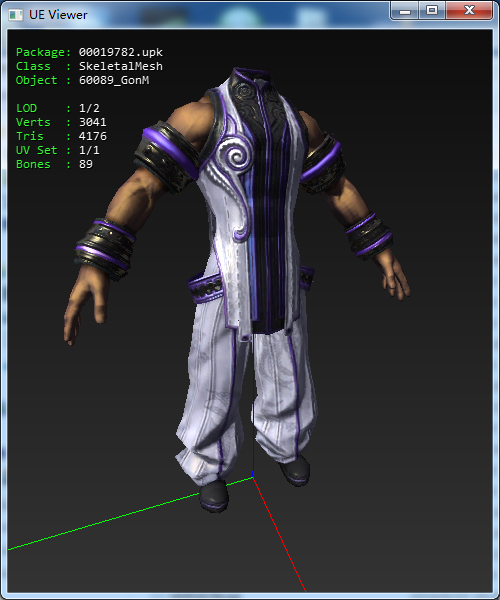 UE Viewer
Package: 00019782.upk
Class : SkeletalMesh
Object : 60089_GonM
LOD : 1/2
Verts : 3041
Tris : 4176
UV Set : 1/1
Bones : 89